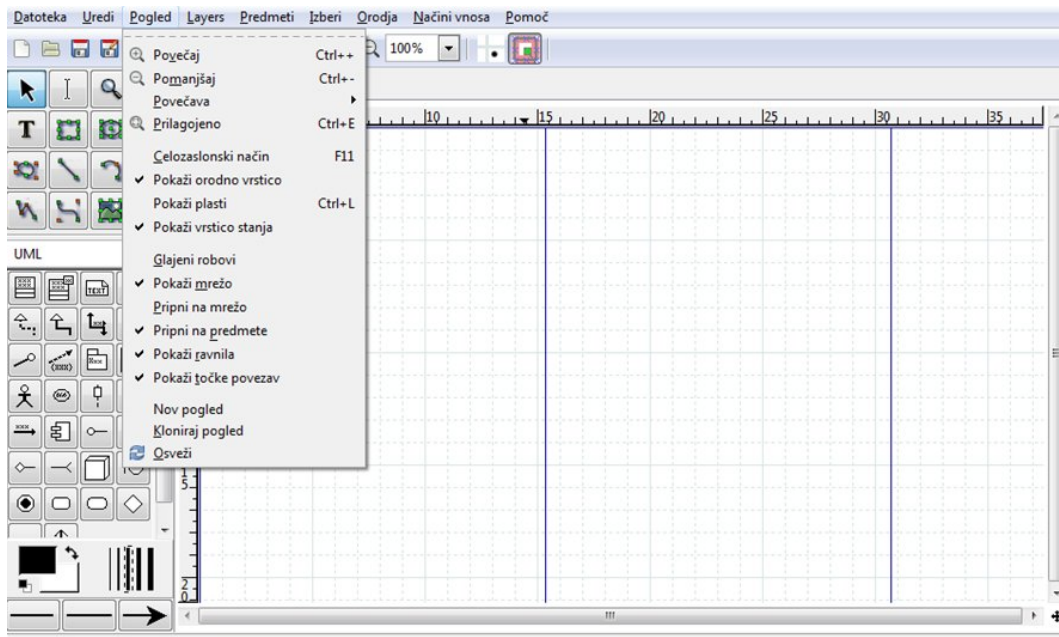 Datoteka Uredi Pogled Layers Predmeti Izberi Orodja Načini vnosa Pomoč
100%
Povečaj Ctrl++
Pomanjšaj Ctrl+-
Povečava
Prilagojeno Ctrl+E
Celozaslonski način F11
Pokaži orodno vrstico
Pokaži plasti Ctrl+L
Pokaži vrstico stanja
Glajeni robovi
Pokaži mrežo
Pripni na mrežo
Pripni na predmete
Pokaži ravnila
Pokaži točke povezav
Nov pogled
Kloniraj pogled
Osveži
10 15 20 25 30 35
T
UML
TEXT
15
20